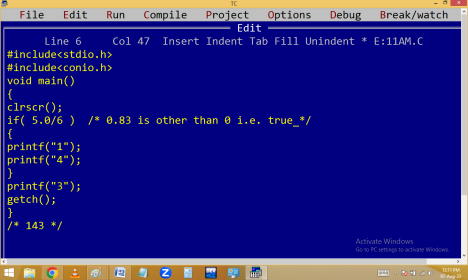 TC
File Edit Run Compile Project Options Debug Break/watch
Edit
Line 6 Col 47 Insert Indent Tab Fill Unindent * E:11AM.C
#include<stdio.h>
#include<conio.h>
void main()
{
clrscr();
if( 5.0/6 ) /* 0.83 is other than 0 i.e. true_*/
{
printf("1");
printf("4");
}
printf("3");
getch();
}
/* 143 */
Activate Windows
Go to PC settings to activate Windows.